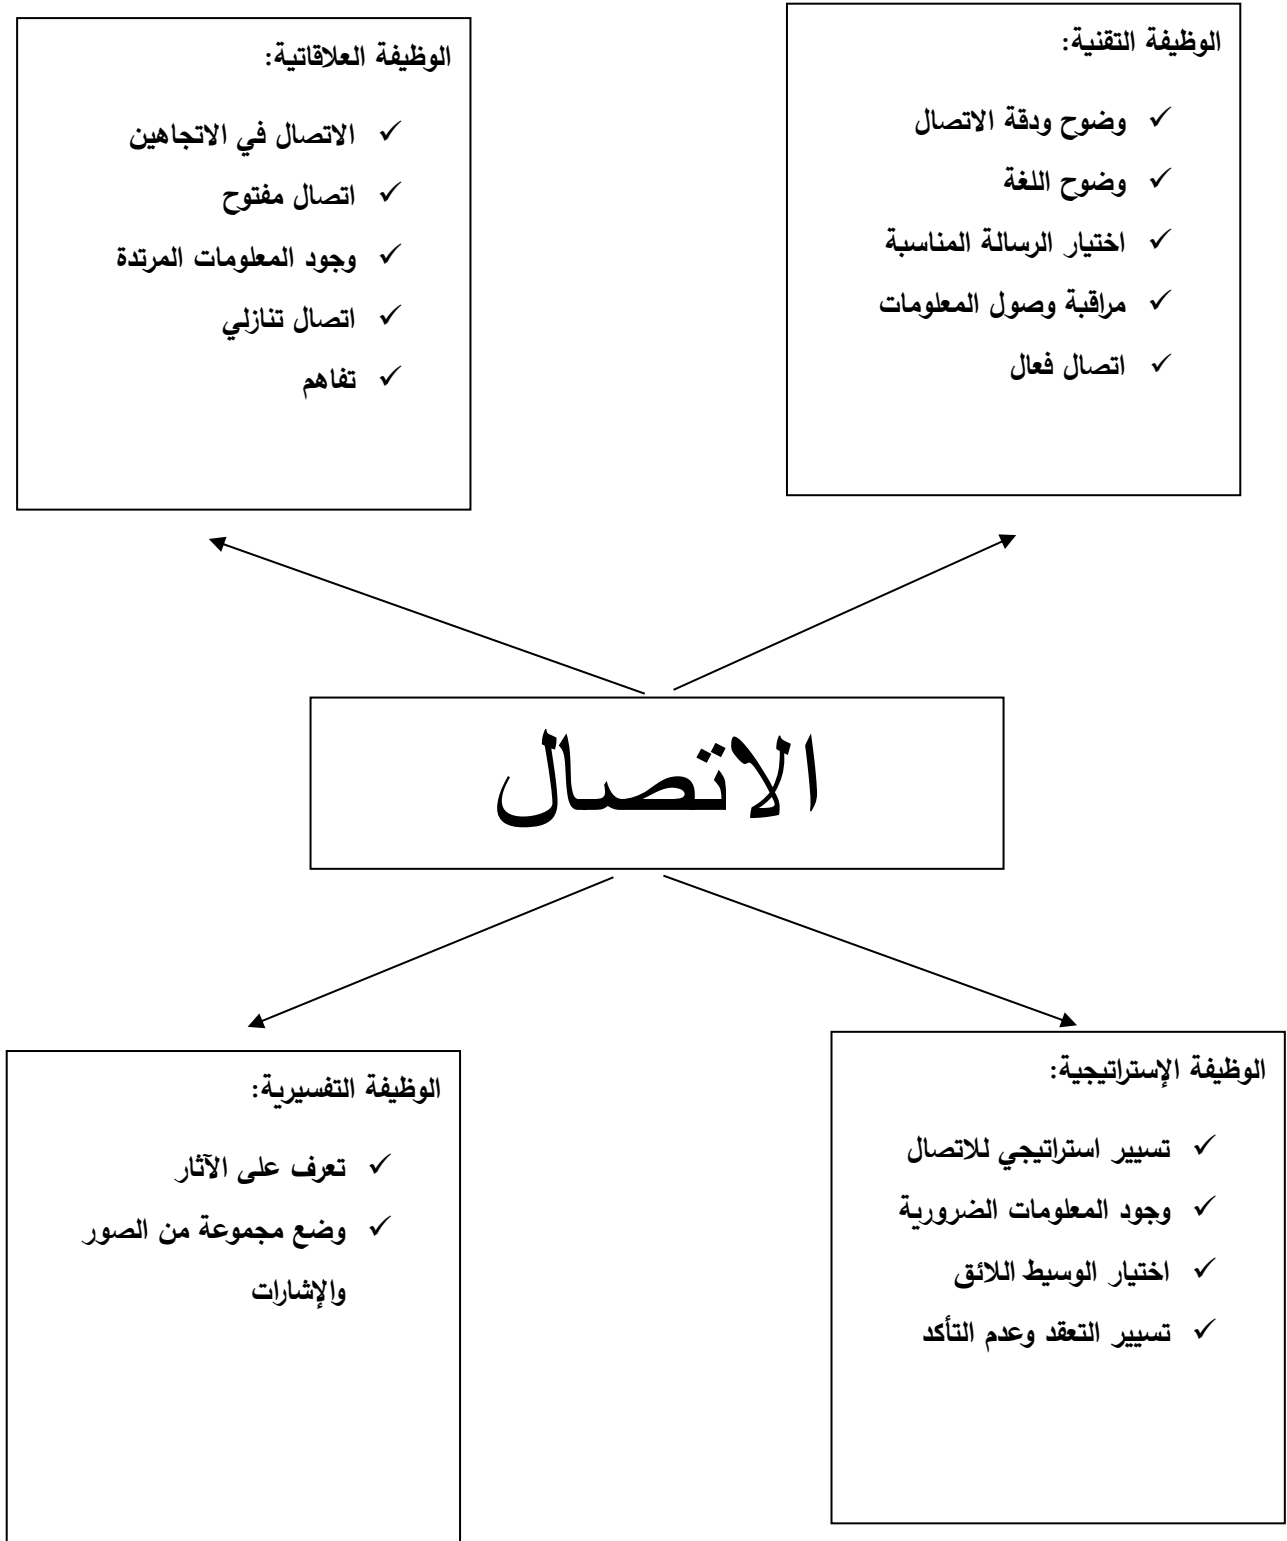 الوظيفة التقنية:
وضوح ودقة الاتصال
وضوح اللغة
اختيار الرسالة المناسبة
مراقبة وصول المعلومات
اتصال فعال
الوظيفة العلاقاتية:
الاتصال في الاتجاهين
اتصال مفتوح
وجود المعلومات المرتدة
اتصال تنازلي
تفاهم
الاتصال
الوظيفة الإستراتيجية:
تسيير استراتيجي للاتصال
وجود المعلومات الضرورية
اختيار الوسيط اللائق
تسيير التعقد وعدم التأكد
الوظيفة التفسيرية:
تعرف على الآثار
وضع مجموعة من الصور
والإشارات